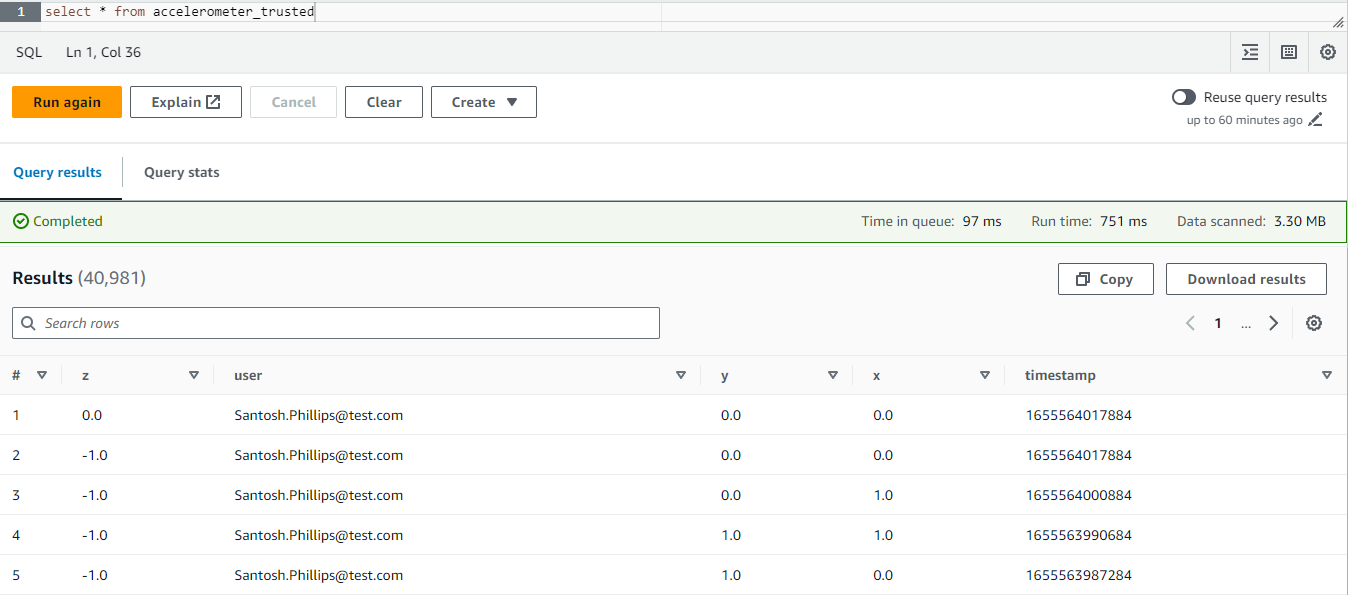 1 select * from accelerometer_trusted
SQL Ln 1, Col 36
Run again Explain Cancel Clear Create Reuse query results
up to 60 minutes ago
Query results Query stats
Completed Time in queue: 97 ms Run time: 751 ms Data scanned: 3.30 MB
Results (40,981) Copy Download results
Search rows 1 ...
# z user y x timestamp
1 0.0 Santosh.Phillips@test.com 0.0 0.0 1655564017884
2 -1.0 Santosh.Phillips@test.com 0.0 0.0 1655564017884
3 -1.0 Santosh.Phillips@test.com 0.0 1.0 1655564000884
4 -1.0 Santosh.Phillips@test.com 1.0 1.0 1655563990684
5 -1.0 Santosh.Phillips@test.com 1.0 0.0 1655563987284